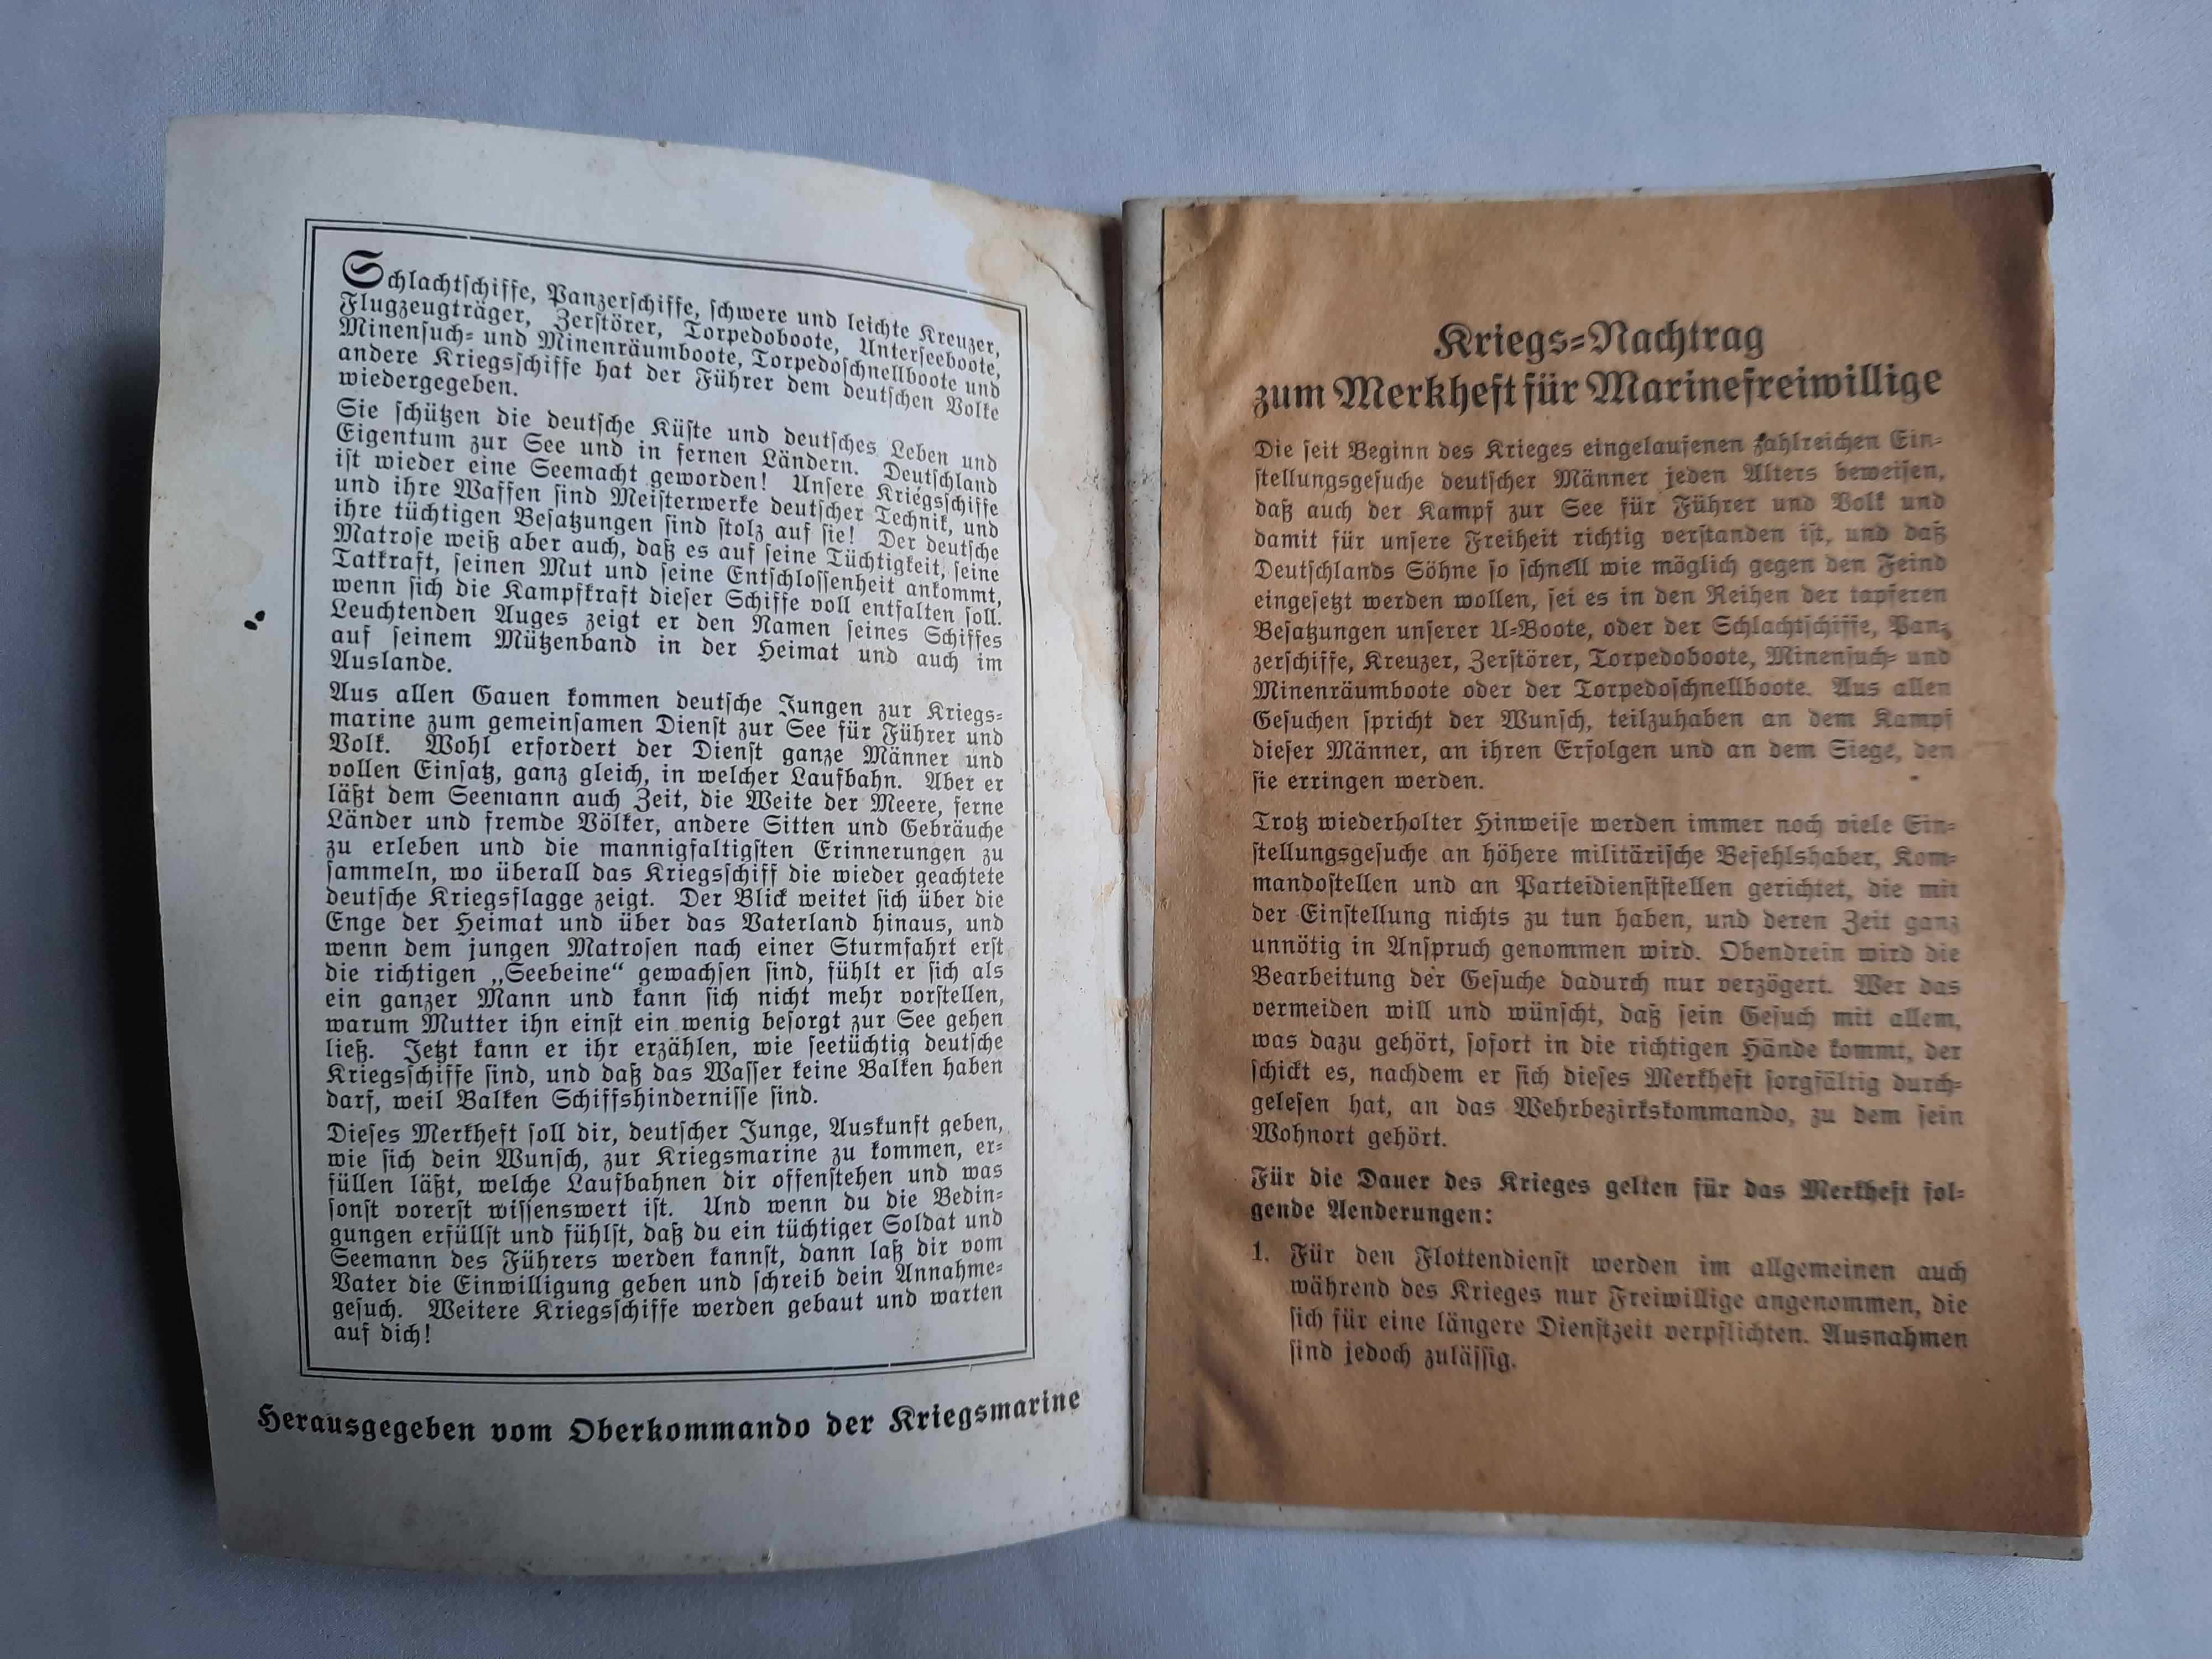 Schlachtschiffe, Panzerschiffe, schwere und leichte Kreuzer,
Flugzeugträger, Zerstörer, Torpedoboote, Unterseeboote,
Minensuch- und Minenräumboote, Torpedoschnellboote und
andere Kriegsschiffe hat der Führer dem deutschen Volke
wiedergegeben.
Sie schützen die deutsche Küste und deutsches Leben und
Eigentum zur See und in fernen Ländern. Deutschland
ist wieder eine Seemacht geworden! Unsere Kriegsschiffe
und ihre Waffen sind Meisterwerke deutscher Technik, und
ihre tüchtigen Besatzungen sind stolz auf sie! Der deutsche
Matrose weiß aber auch, daß es auf seine Tüchtigkeit, seine
Tatkraft, seinen Mut und seine Entschlossenheit ankommt,
wenn sich die Kampfkraft dieser Schiffe voll entfalten soll.
Leuchtenden Auges zeigt er den Namen seines Schiffes
auf seinem Mützenband in der Heimat und auch im
Auslande.
Aus allen Gauen kommen deutsche Jungen zur Kriegs-
marine zum gemeinsamen Dienst zur See für Führer und
Volk. Wohl erfordert der Dienst ganze Männer und
vollen Einsatz, ganz gleich, in welcher Laufbahn. Aber er
läßt dem Seemann auch Zeit, die Weite der Meere, ferne
Länder und fremde Völker, andere Sitten und Gebräuche
zu erleben und die mannigfaltigsten Erinnerungen zu
sammeln, wo überall das Kriegsschiff die wieder geachtete
deutsche Kriegsflagge zeigt. Der Blick weitet sich über die
Enge der Heimat und über das Vaterland hinaus, und
wenn dem jungen Matrosen nach einer Sturmfahrt erst
die richtigen „Seebeine“ gewachsen sind, fühlt er sich als
ein ganzer Mann und kann sich nicht mehr vorstellen,
warum Mutter ihn einst ein wenig besorgt zur See gehen
ließ. Jetzt kann er ihr erzählen, wie seetüchtig deutsche
Kriegsschiffe sind, und daß das Wasser keine Balken haben
darf, weil Balken Schiffshindernisse sind.
Dieses Merkheft soll dir, deutscher Junge, Auskunft geben,
wie sich dein Wunsch, zur Kriegsmarine zu kommen, er-
füllen läßt, welche Laufbahnen dir offenstehen und was
sonst vorerst wissenswert ist. Und wenn du die Bedin-
gungen erfüllst und fühlst, daß du ein tüchtiger Soldat und
Seemann des Führers werden kannst, dann laß dir vom
Vater die Einwilligung geben und schreib dein Annahme-
gesuch. Weitere Kriegsschiffe werden gebaut und warten
auf dich!
Herausgegeben vom Oberkommando der Kriegsmarine
Kriegs-Nachtrag
zum Merkheft für Marinefreiwillige
Die seit Beginn des Krieges eingelaufenen zahlreichen Ein-
stellungsgesuche deutscher Männer jeden Alters beweisen,
daß auch der Kampf zur See für Führer und Volk und
damit für unsere Freiheit richtig verstanden ist, und daß
Deutschlands Söhne so schnell wie möglich gegen den Feind
eingesetzt werden wollen, sei es in den Reihen der tapferen
Besatzungen unserer U-Boote, oder der Schlachtschiffe, Pan-
zerschiffe, Kreuzer, Zerstörer, Torpedoboote, Minensuch- und
Minenräumboote oder der Torpedoschnellboote. Aus allen
Gesuchen spricht der Wunsch, teilzuhaben an dem Kampf
dieser Männer, an ihren Erfolgen und an dem Siege, den
sie erringen werden.
Trotz wiederholter Hinweise werden immer noch viele Ein-
stellungsgesuche an höhere militärische Befehlshaber, Kom-
mandostellen und an Parteidienststellen gerichtet, die mit
der Einstellung nichts zu tun haben, und deren Zeit ganz
unnötig in Anspruch genommen wird. Obendrein wird die
Bearbeitung der Gesuche dadurch nur verzögert. Wer das
vermeiden will und wünscht, daß sein Gesuch mit allem,
was dazu gehört, sofort in die richtigen Hände kommt, der
schickt es, nachdem er sich dieses Merkheft sorgfältig durch-
gelesen hat, an das Wehrbezirkskommando, zu dem sein
Wohnort gehört.
Für die Dauer des Krieges gelten für das Merkheft fol-
gende Aenderungen:
1. Für den Flottendienst werden im allgemeinen auch
während des Krieges nur Freiwillige angenommen, die
sich für eine längere Dienstzeit verpflichten. Ausnahmen
sind jedoch zulässig.